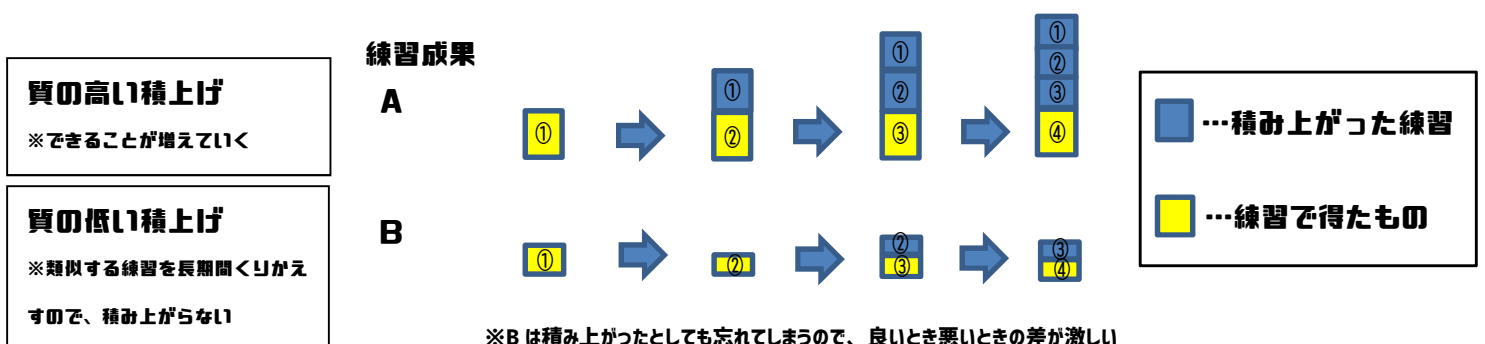 練習成果
質の高い積上げ
※できることが増えていく
A
①
①
②
①
②
③
①
②
③
④
…積み上がった練習
…練習で得たもの
質の低い積上げ
※類似する練習を長期間くりかえ
すので、積み上がらない
B
①
②
②
③
③
④
※Bは積み上がったとしても忘れてしまうので、良いとき悪いときの差が激しい